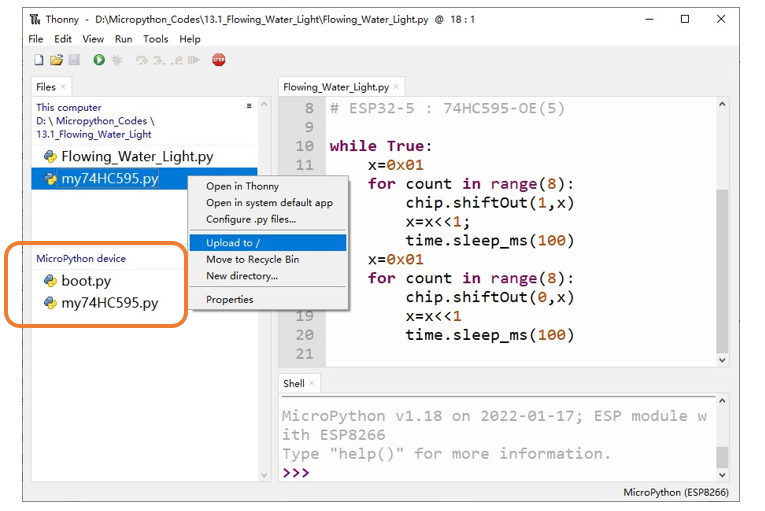 Thonny - D:\Micropython_Codes\13.1_Flowing_Water_Light\Flowing_Water_Light.py @ 18 : 1
File Edit View Run Tools Help
STOP
Files ×
This computer
D: \ Micropython_Codes \
13.1_Flowing_Water_Light
Flowing_Water_Light.py
my74HC595.py
Open in Thonny
Open in system default app
Configure .py files...
Upload to /
Move to Recycle Bin
New directory...
Properties
MicroPython device
boot.py
my74HC595.py
Flowing_Water_Light.py ×
8 # ESP32-5 : 74HC595-OE(5)
9
10 while True:
11 x=0x01
for count in range(8):
chip.shiftOut(1,x)
x=x<<1;
time.sleep_ms(100)
x=0x01
for count in range(8):
chip.shiftOut(0,x)
19 x=x<<1
20 time.sleep_ms(100)
21
Shell ×
MicroPython v1.18 on 2022-01-17; ESP module w
ith ESP8266
Type "help()" for more information.
>>>
MicroPython (ESP8266)